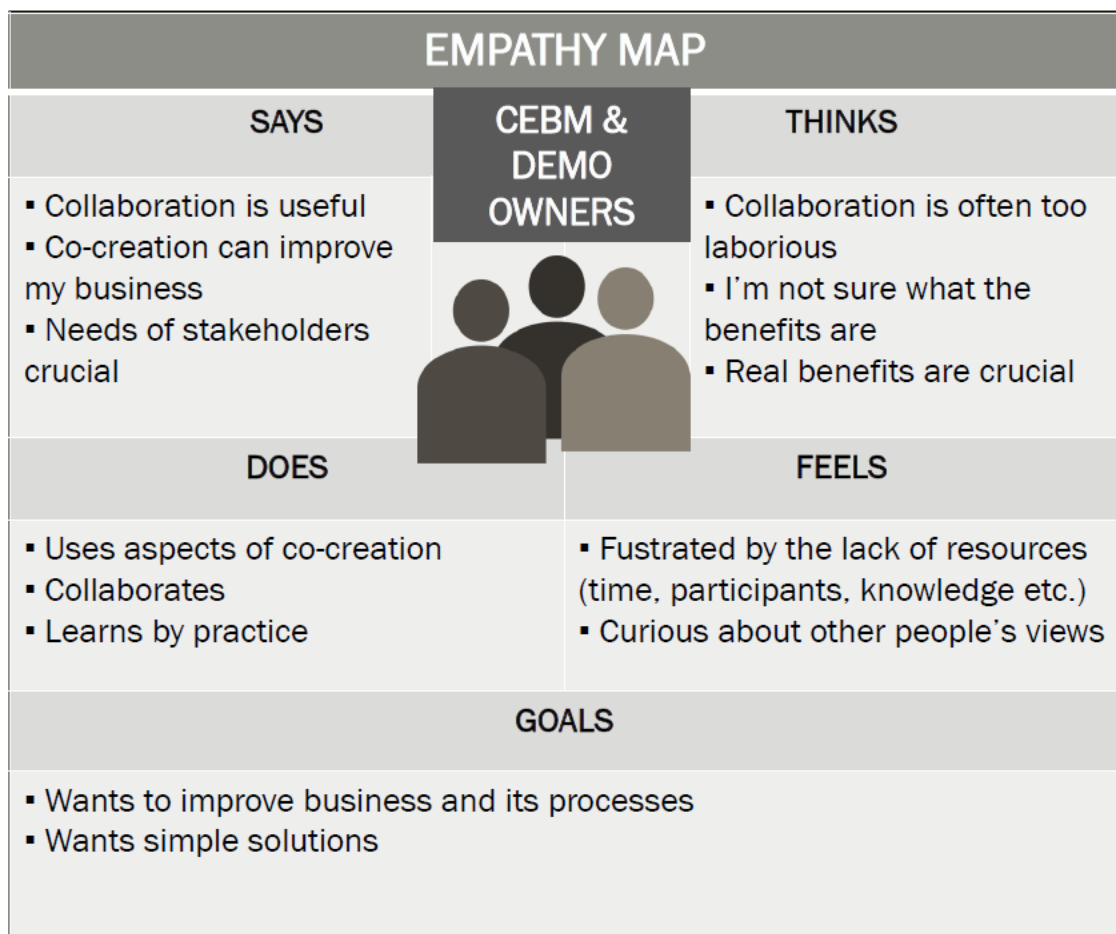 EMPATHY MAP
SAYS
CEBM &
DEMO
OWNERS
THINKS
▪ Collaboration is useful
▪ Co-creation can improve
my business
▪ Needs of stakeholders
crucial
▪ Collaboration is often too
laborious
▪ I'm not sure what the
benefits are
▪ Real benefits are crucial
DOES
▪ Uses aspects of co-creation
▪ Collaborates
▪ Learns by practice
FEELS
▪ Fustrated by the lack of resources
(time, participants, knowledge etc.)
▪ Curious about other people's views
GOALS
▪ Wants to improve business and its processes
▪ Wants simple solutions